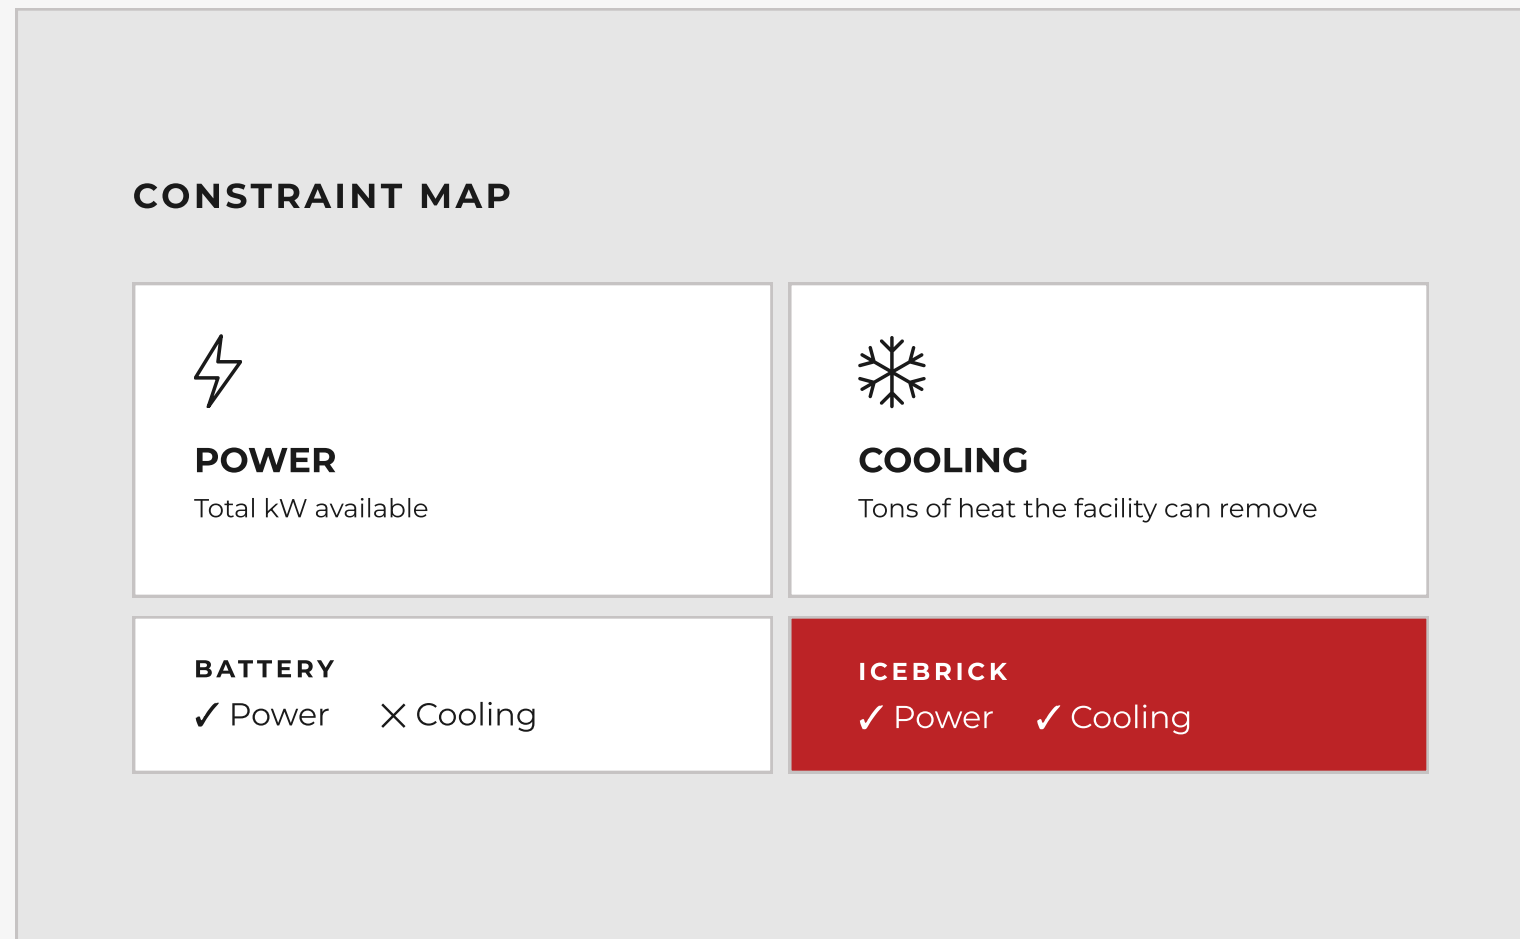 CONSTRAINT MAP
POWER
Total kW available
COOLING
Tons of heat the facility can remove
BATTERY
✓ Power ✕ Cooling
ICEBRICK
✓ Power ✓ Cooling